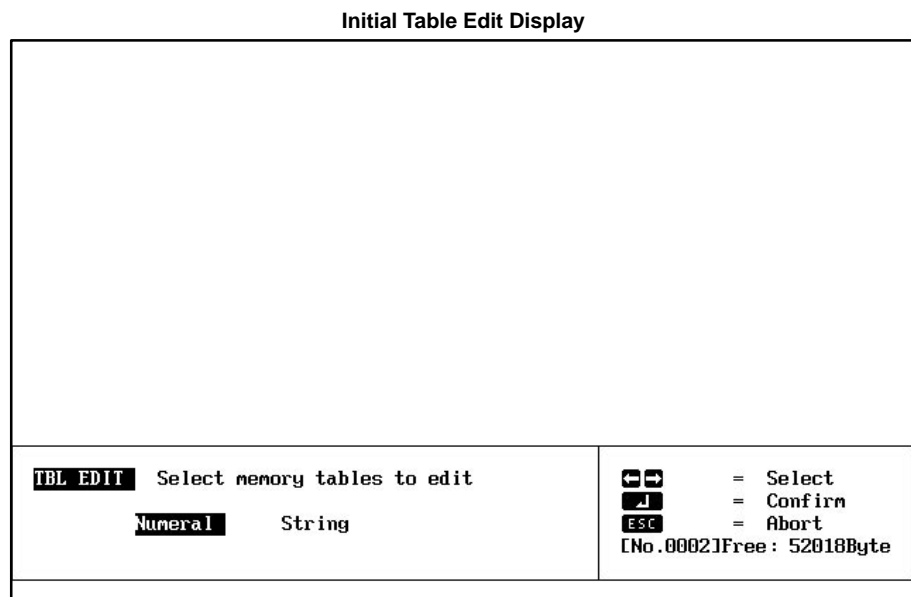 Initial Table Edit Display
TBL EDIT Select memory tables to edit
Numeral String
←→ = Select
↵ = Confirm
ESC = Abort
[No.0002]Free: 52018Byte